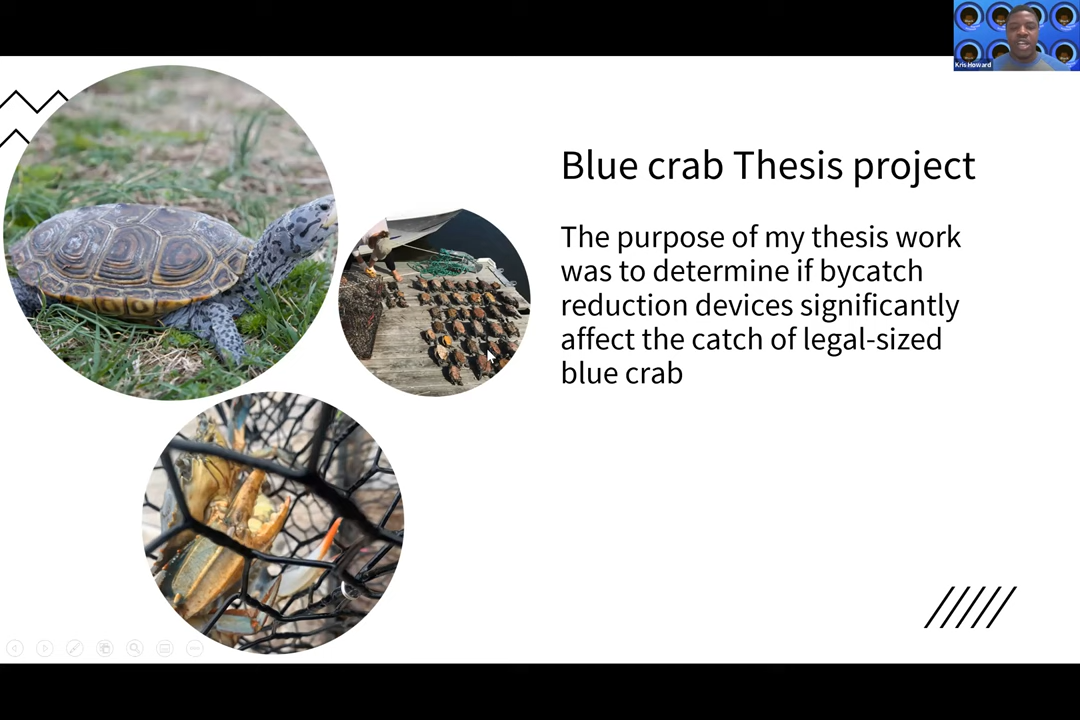 Kris Howard
Blue crab Thesis project
The purpose of my thesis work
was to determine if bycatch
reduction devices significantly
affect the catch of legal-sized
blue crab